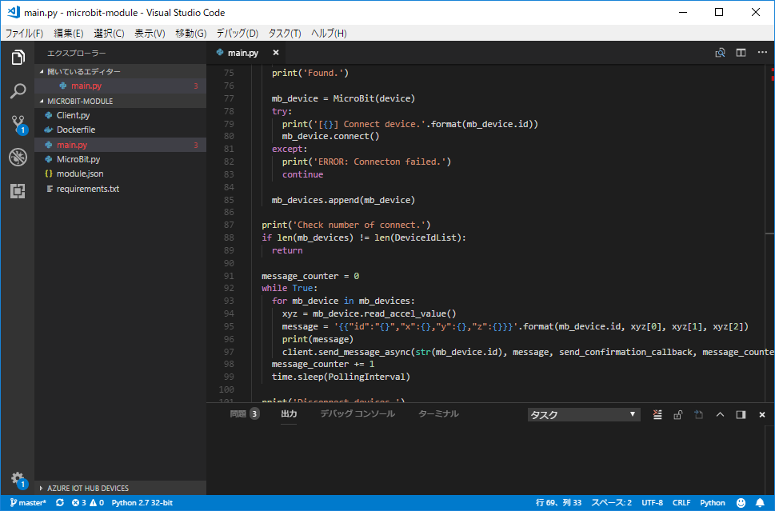 main.py - microbit-module - Visual Studio Code
ファイル(F) 編集(E) 選択(C) 表示(V) 移動(G) デバッグ(D) タスク(T) ヘルプ(H)
エクスプローラー
開いているエディター
main.py 3
MICROBIT-MODULE
Client.py
Dockerfile
main.py 3
MicroBit.py
module.json
requirements.txt
AZURE IOT HUB DEVICES
1
1
main.py
75 print('Found.')
76
77 mb_device = MicroBit(device)
78 try:
79 print('[{}] Connect device.'.format(mb_device.id))
80 mb_device.connect()
81 except:
82 print('ERROR: Connecton failed.')
83 continue
84
85 mb_devices.append(mb_device)
86
87 print('Check number of connect.')
88 if len(mb_devices) != len(DeviceIdList):
89 return
90
91 message_counter = 0
92 while True:
93 for mb_device in mb_devices:
94 xyz = mb_device.read_accel_value()
95 message = '{{"id":"{}","x":{},"y":{},"z":{}}}'.format(mb_device.id, xyz[0], xyz[1], xyz[2])
96 print(message)
97 client.send_message_async(str(mb_device.id), message, send_confirmation_callback, message_counte
98 message_counter += 1
99 time.sleep(PollingInterval)
100
101 print('Disconnect devices.')
問題 3 出力 デバッグ コンソール ターミナル タスク
master* 3 0 Python 2.7 32-bit 行 69、列 33 スペース: 2 UTF-8 CRLF Python